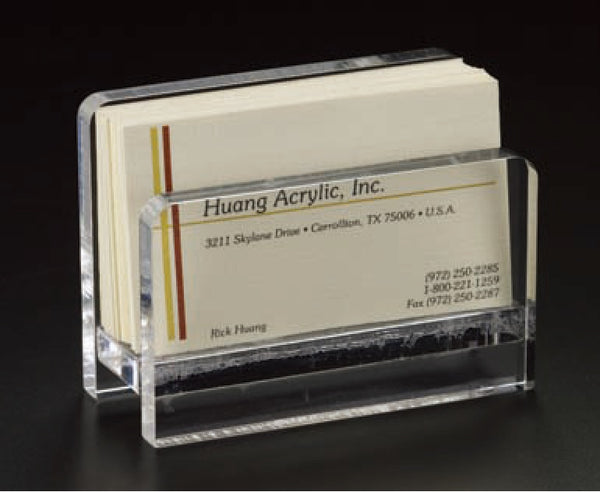 Huang Acrylic, Inc.
3211 Skylane Drive • Carrollton, TX 75006 • U.S.A.
(972) 250-2285
1-800-221-1259
Fax (972) 250-2287
Rick Huang